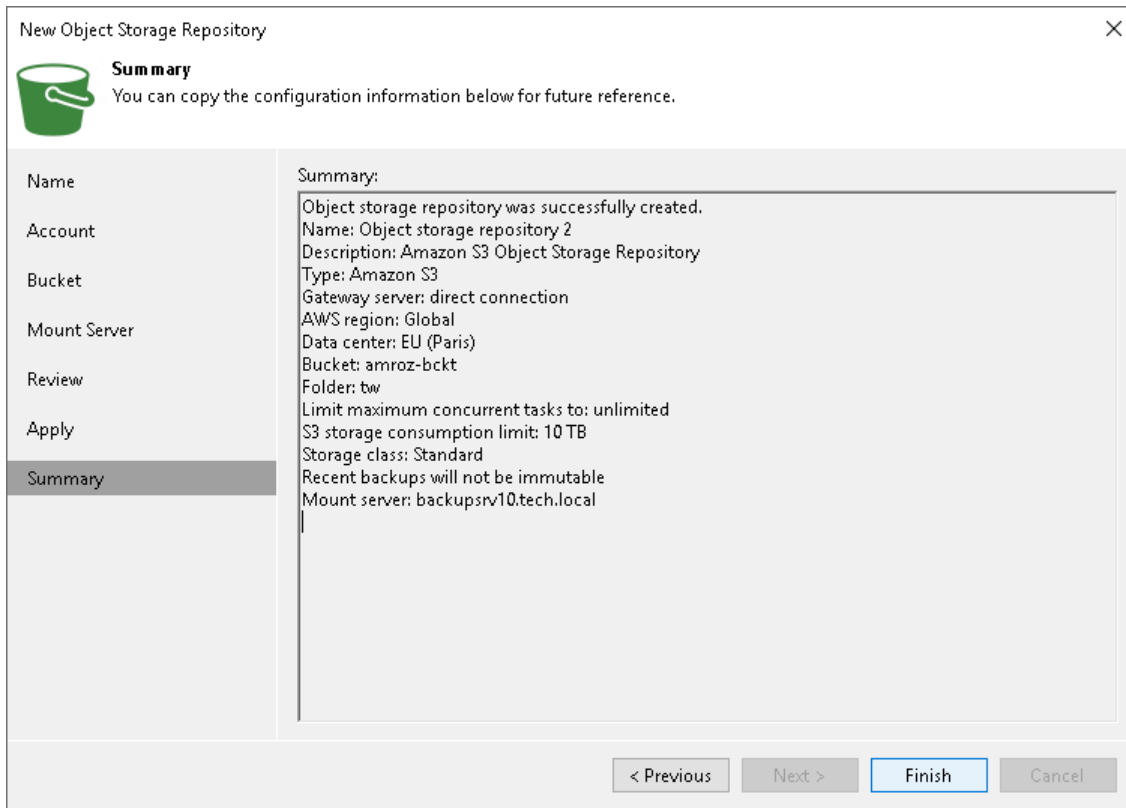 New Object Storage Repository
Summary
You can copy the configuration information below for future reference.
Name
Account
Bucket
Mount Server
Review
Apply
Summary
Summary:
Object storage repository was successfully created.
Name: Object storage repository 2
Description: Amazon S3 Object Storage Repository
Type: Amazon S3
Gateway server: direct connection
AWS region: Global
Data center: EU (Paris)
Bucket: amroz-bckt
Folder: tw
Limit maximum concurrent tasks to: unlimited
S3 storage consumption limit: 10 TB
Storage class: Standard
Recent backups will not be immutable
Mount server: backupsrv10.tech.local
< Previous
Next >
Finish
Cancel